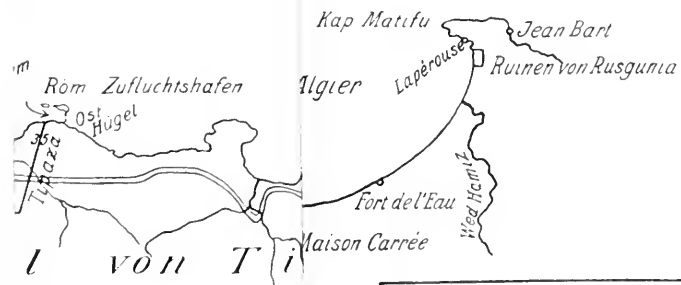 Kap Matifu
Jean Bart
Lapérouse
Ruinen von Rusgunia
Röm Zufluchtshafen
Algier
Ost
Hügel
35
Tipaza
Fort de l'Eau
Wed Hamiz
Maison Carrée
l von Ti